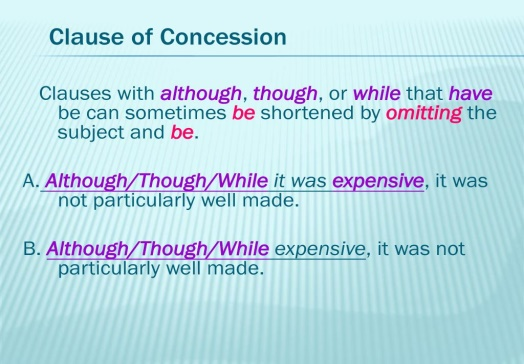 Clause of Concession
Clauses with although, though, or while that have
be can sometimes be shortened by omitting the
subject and be.
A. Although/Though/While it was expensive, it was
not particularly well made.
B. Although/Though/While expensive, it was not
particularly well made.